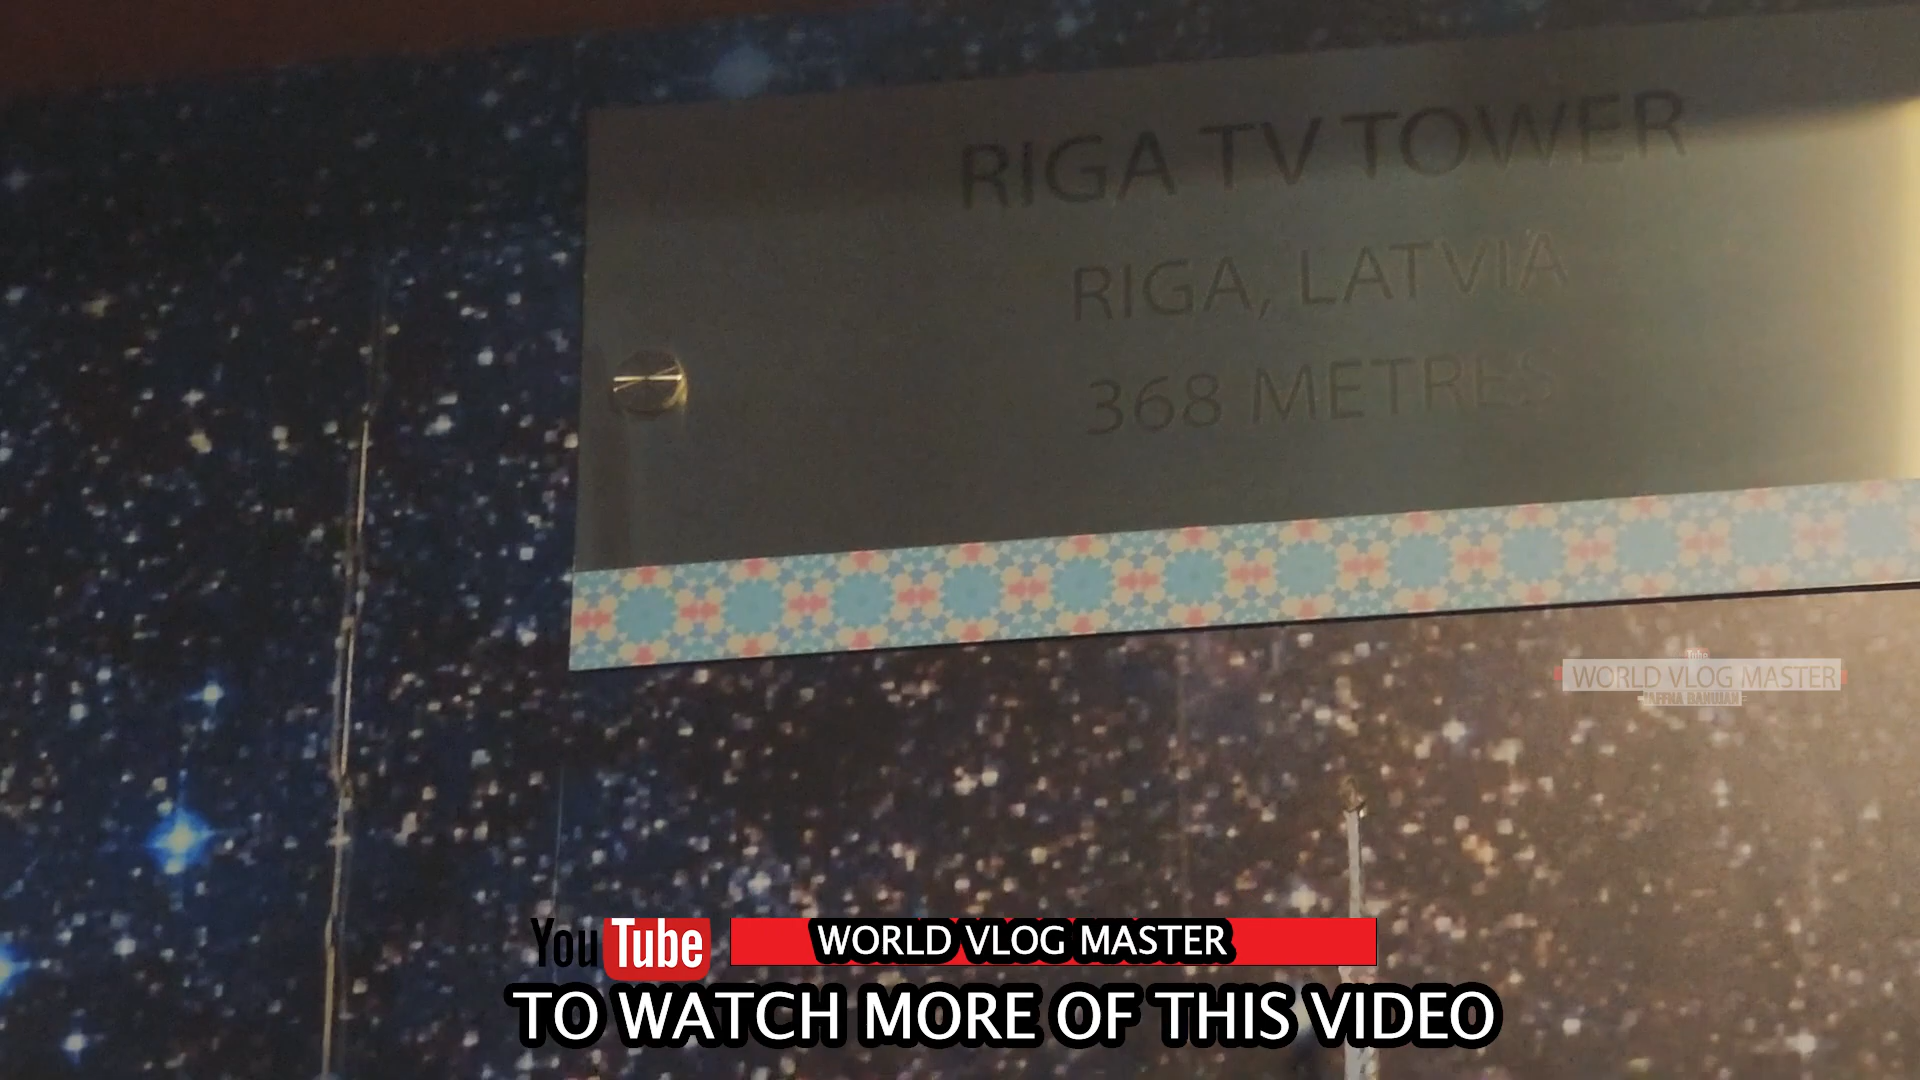 RIGA TV TOWER
RIGA, LATVIA
368 METRES
Tube
WORLD VLOG MASTER
YouTube WORLD VLOG MASTER
TO WATCH MORE OF THIS VIDEO